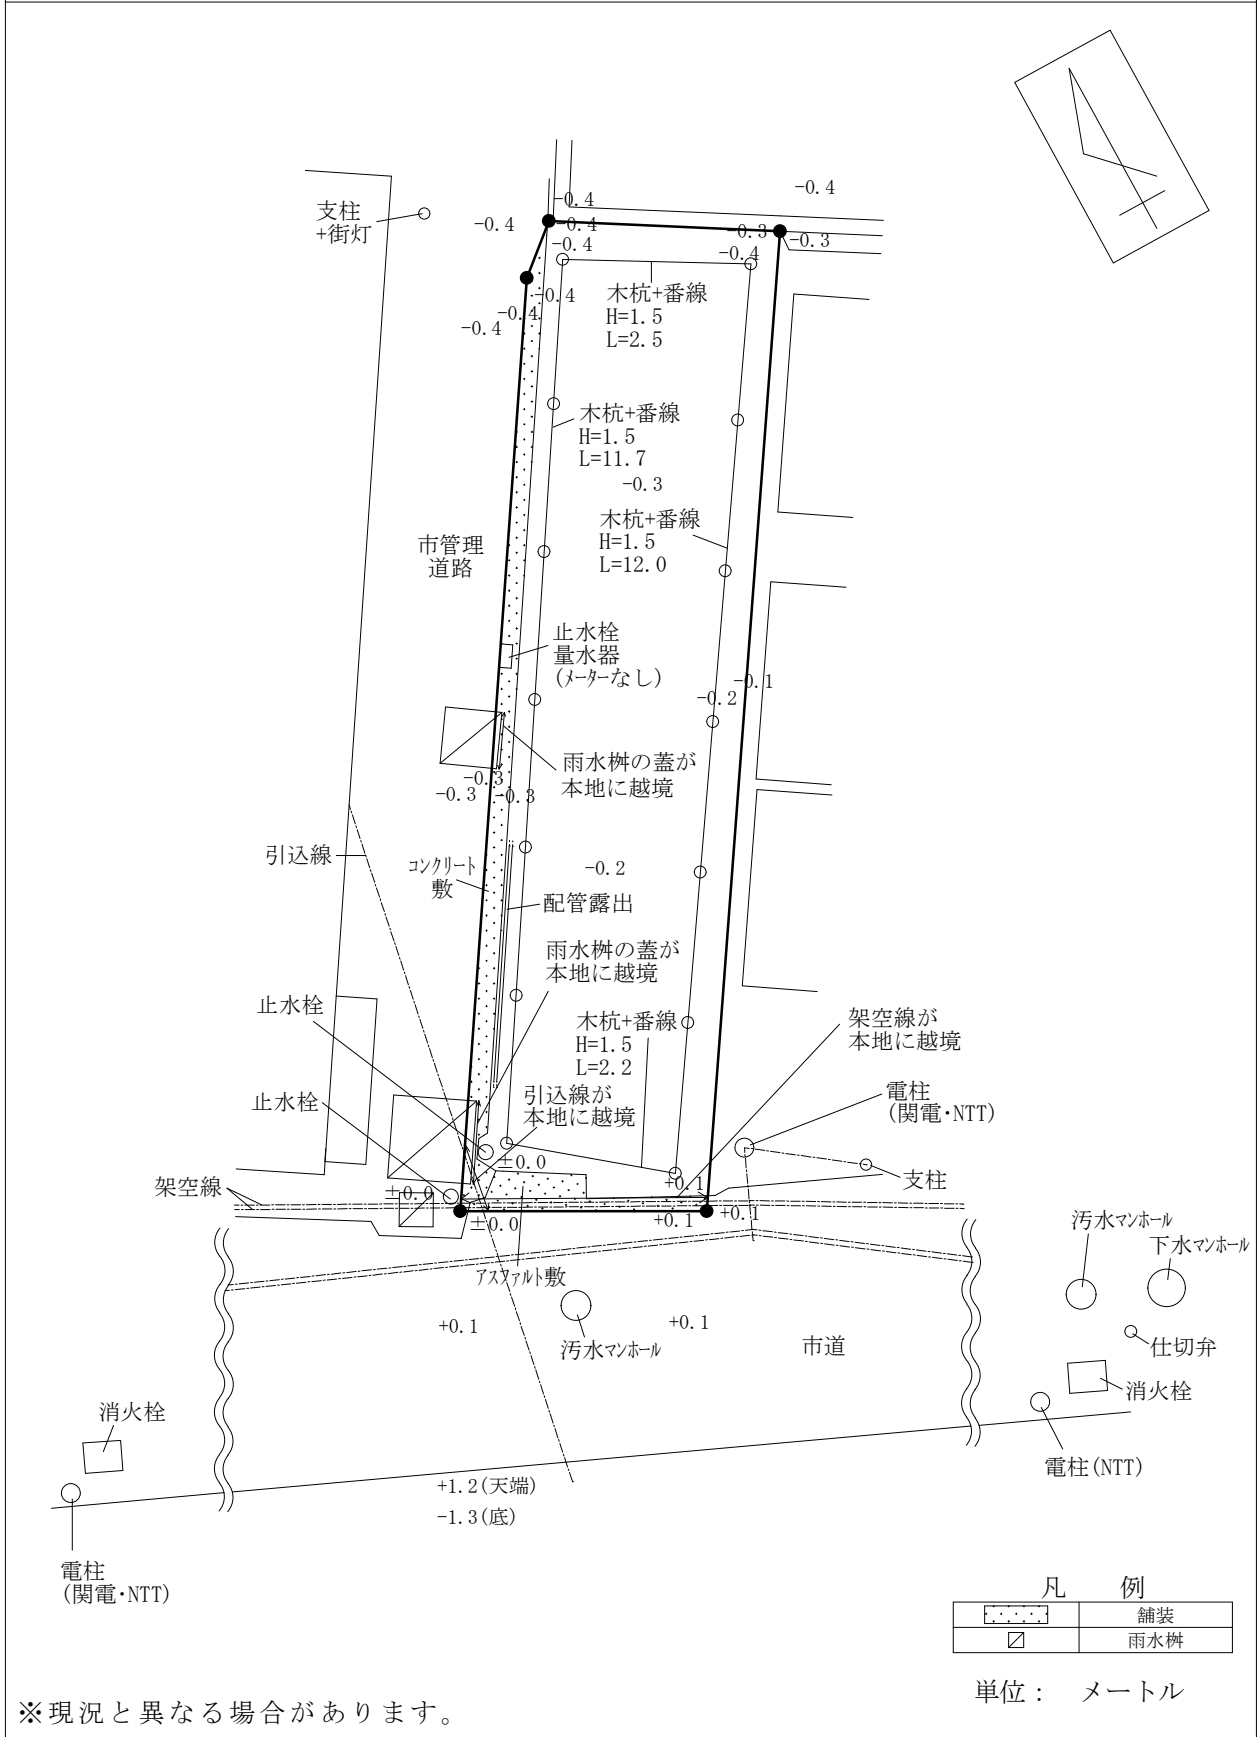 -0.4
-0.4
支柱
+街灯
-0.4
-0.4
-0.3
-0.3
-0.4
-0.4
-0.4
木杭+番線
H=1.5
L=2.5
-0.4
-0.4
木杭+番線
H=1.5
L=11.7
-0.3
木杭+番線
H=1.5
L=12.0
市管理
道路
止水栓
量水器
(ﾒｰﾀｰなし)
-0.1
-0.2
雨水桝の蓋が
本地に越境
-0.3
-0.3
-0.3
引込線
ｺﾝｸﾘｰﾄ
敷
-0.2
配管露出
雨水桝の蓋が
本地に越境
止水栓
木杭+番線
H=1.5
L=2.2
架空線が
本地に越境
止水栓
引込線が
本地に越境
電柱
(関電・NTT)
±0.0
支柱
架空線
±0.0
+0.1
±0.0
+0.1
+0.1
汚水ﾏﾝﾎｰﾙ
下水ﾏﾝﾎｰﾙ
ｱｽﾌｧﾙﾄ敷
+0.1
+0.1
汚水ﾏﾝﾎｰﾙ
市道
仕切弁
消火栓
消火栓
電柱(NTT)
+1.2(天端)
-1.3(底)
電柱
(関電・NTT)
凡 例
舗装
雨水桝
単位： メートル
※現況と異なる場合があります。